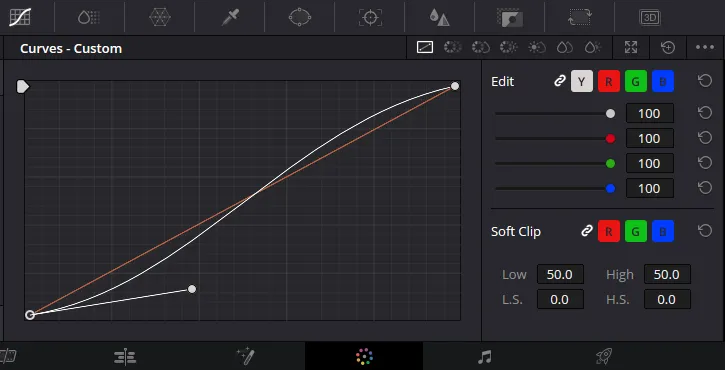 3D
Curves - Custom
Edit Y R G B
100
100
100
100
Soft Clip R G B
Low 50.0 High 50.0
L.S. 0.0 H.S. 0.0